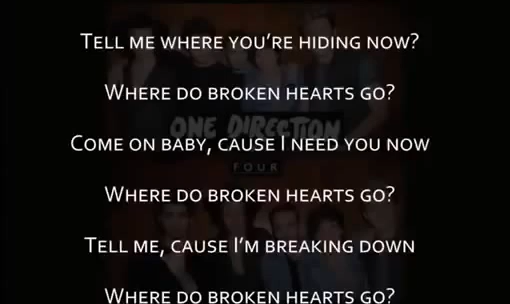 Tell me where you're hiding now?
Where do broken hearts go?
Come on baby, cause I need you now
ONE DIRECTION
FOUR
Where do broken hearts go?
Tell me, cause I'm breaking down
Where do broken hearts go?